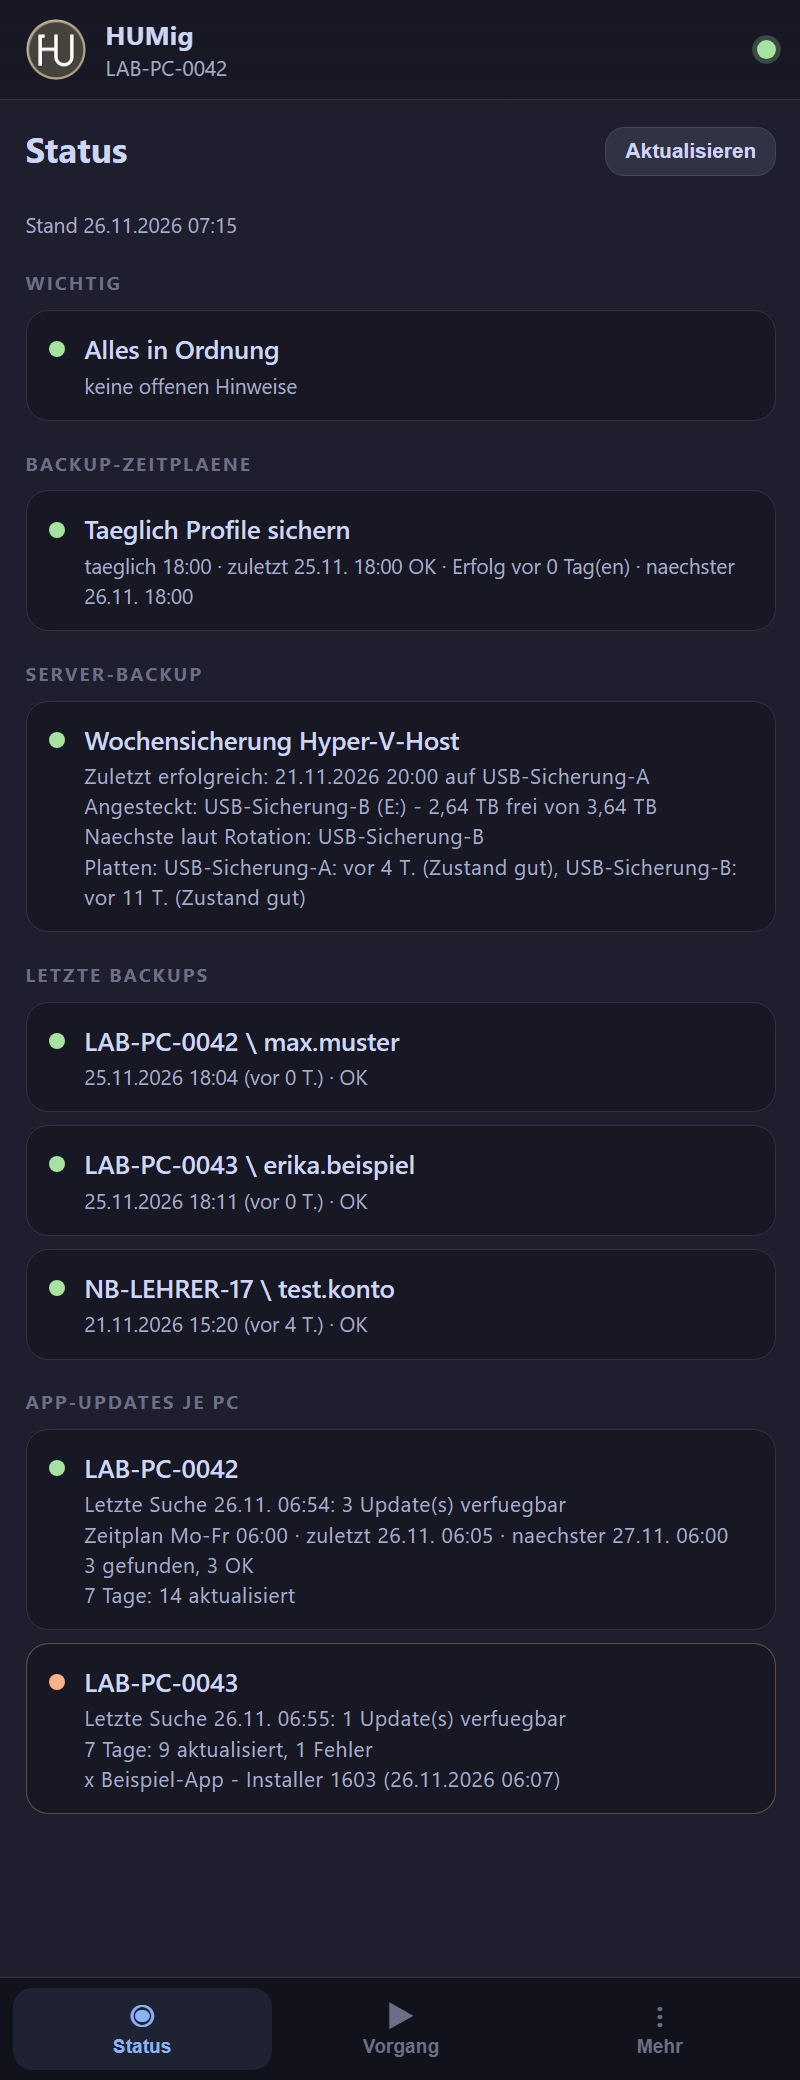 HU
HUMig
LAB-PC-0042
Status
Aktualisieren
Stand 26.11.2026 07:15
WICHTIG
Alles in Ordnung
keine offenen Hinweise
BACKUP-ZEITPLAENE
Taeglich Profile sichern
taeglich 18:00 · zuletzt 25.11. 18:00 OK · Erfolg vor 0 Tag(en) · naechster
26.11. 18:00
SERVER-BACKUP
Wochensicherung Hyper-V-Host
Zuletzt erfolgreich: 21.11.2026 20:00 auf USB-Sicherung-A
Angesteckt: USB-Sicherung-B (E:) - 2,64 TB frei von 3,64 TB
Naechste laut Rotation: USB-Sicherung-B
Platten: USB-Sicherung-A: vor 4 T. (Zustand gut), USB-Sicherung-B:
vor 11 T. (Zustand gut)
LETZTE BACKUPS
LAB-PC-0042 \ max.muster
25.11.2026 18:04 (vor 0 T.) · OK
LAB-PC-0043 \ erika.beispiel
25.11.2026 18:11 (vor 0 T.) · OK
NB-LEHRER-17 \ test.konto
21.11.2026 15:20 (vor 4 T.) · OK
APP-UPDATES JE PC
LAB-PC-0042
Letzte Suche 26.11. 06:54: 3 Update(s) verfuegbar
Zeitplan Mo-Fr 06:00 · zuletzt 26.11. 06:05 · naechster 27.11. 06:00
3 gefunden, 3 OK
7 Tage: 14 aktualisiert
LAB-PC-0043
Letzte Suche 26.11. 06:55: 1 Update(s) verfuegbar
7 Tage: 9 aktualisiert, 1 Fehler
x Beispiel-App - Installer 1603 (26.11.2026 06:07)
Status
Vorgang
Mehr